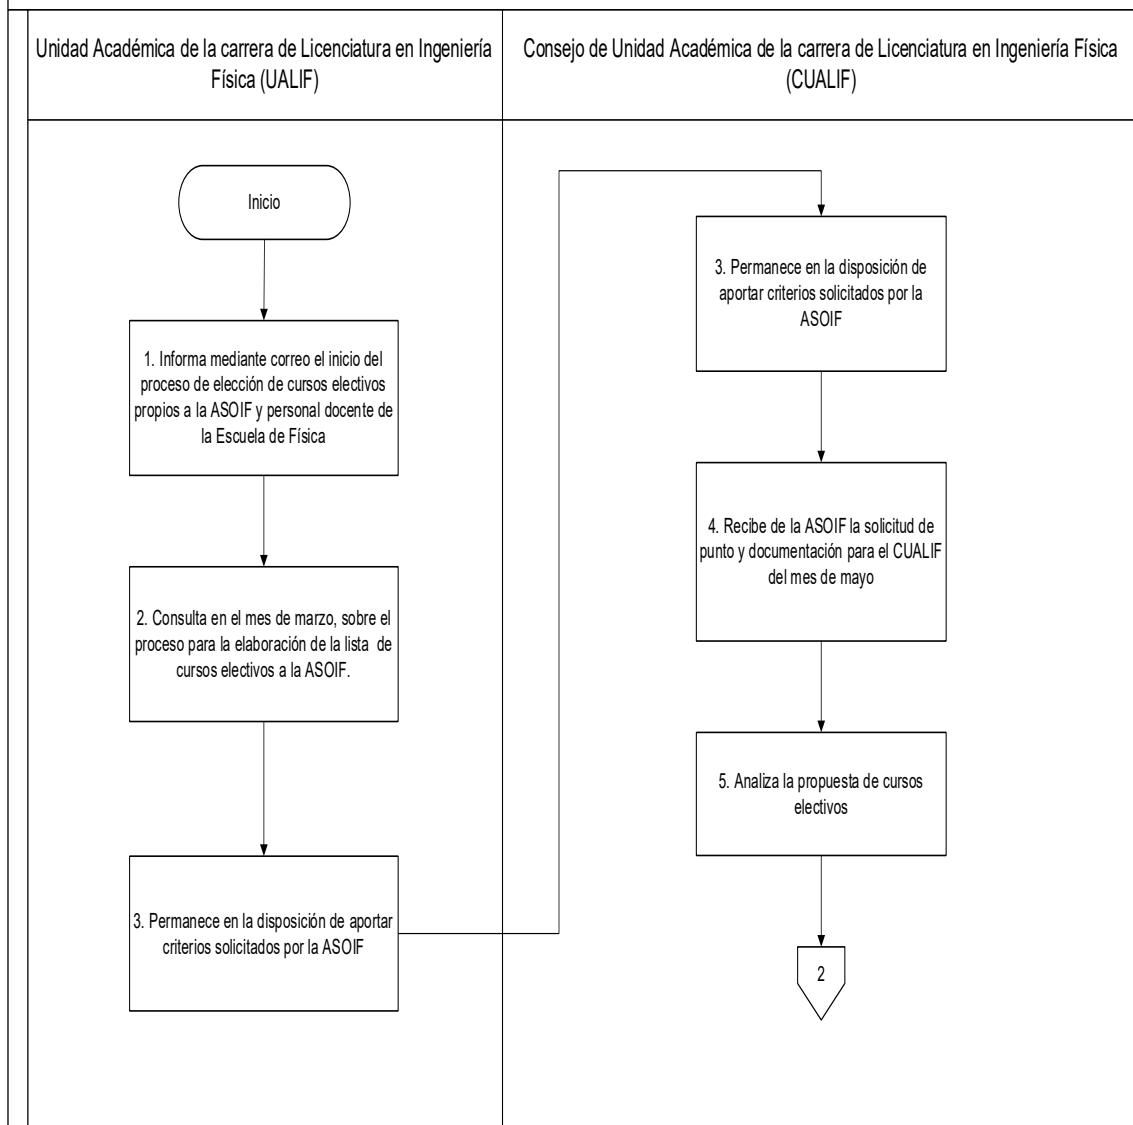 Unidad Académica de la carrera de Licenciatura en Ingeniería
Física (UALIF)
Consejo de Unidad Académica de la carrera de Licenciatura en Ingeniería Física
(CUALIF)
Inicio
1. Informa mediante correo el inicio del
proceso de elección de cursos electivos
propios a la ASOIF y personal docente de
la Escuela de Física
2. Consulta en el mes de marzo, sobre el
proceso para la elaboración de la lista de
cursos electivos a la ASOIF.
3. Permanece en la disposición de aportar
criterios solicitados por la ASOIF
3. Permanece en la disposición de
aportar criterios solicitados por la
ASOIF
4. Recibe de la ASOIF la solicitud de
punto y documentación para el CUALIF
del mes de mayo
5. Analiza la propuesta de cursos
electivos
2